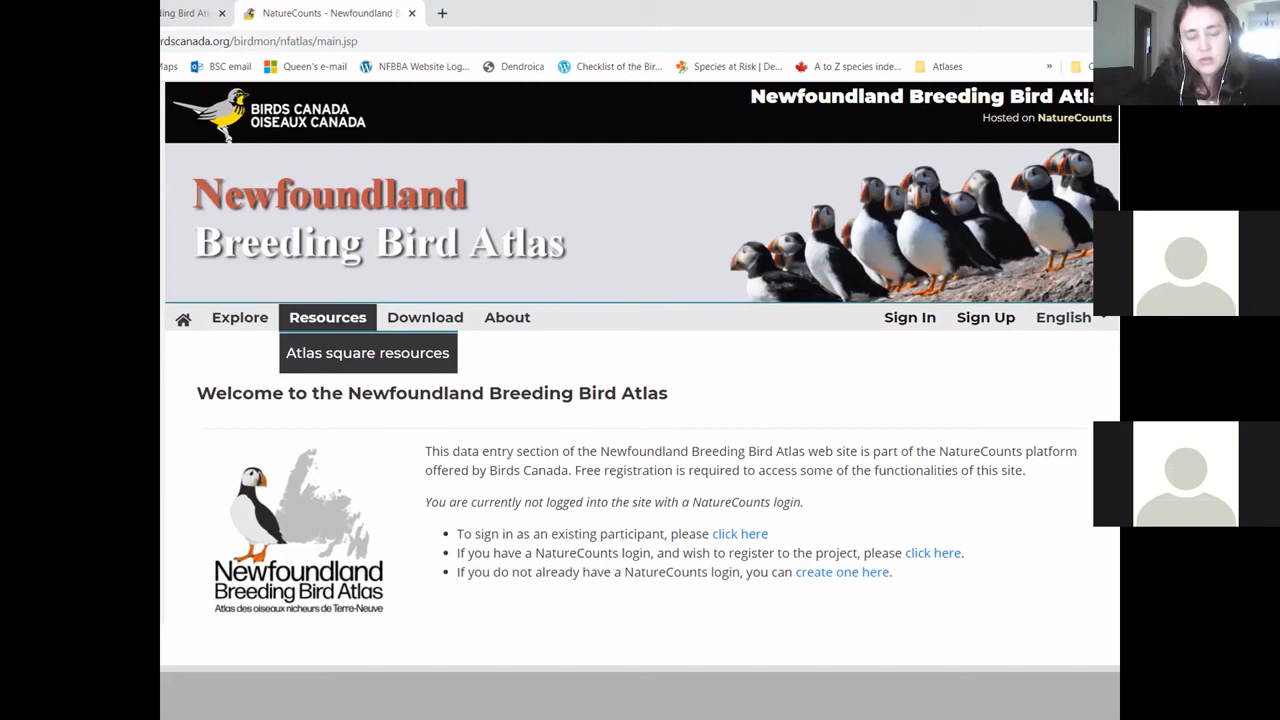 ding Bird Atl
NatureCounts - Newfoundland B
rdscanada.org/birdmon/nfatlas/main.jsp
Maps BSC email Queen's e-mail NFBBA Website Log... Dendroica Checklist of the Bir... Species at Risk | De... A to Z species inde... Atlases » O
BIRDS CANADA
OISEAUX CANADA
Newfoundland Breeding Bird Atla
Hosted on NatureCounts
Newfoundland
Breeding Bird Atlas
Explore Resources Download About Sign In Sign Up English
Atlas square resources
Welcome to the Newfoundland Breeding Bird Atlas
This data entry section of the Newfoundland Breeding Bird Atlas web site is part of the NatureCounts platform
offered by Birds Canada. Free registration is required to access some of the functionalities of this site.
You are currently not logged into the site with a NatureCounts login.
• To sign in as an existing participant, please click here
• If you have a NatureCounts login, and wish to register to the project, please click here.
• If you do not already have a NatureCounts login, you can create one here.
Newfoundland
Breeding Bird Atlas
Atlas des oiseaux nicheurs de Terre-Neuve